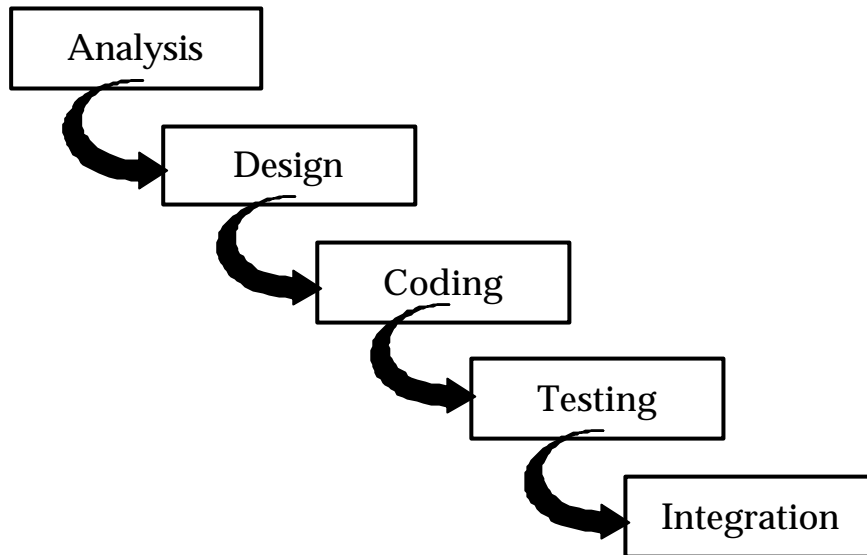 Analysis
Design
Coding
Testing
Integration